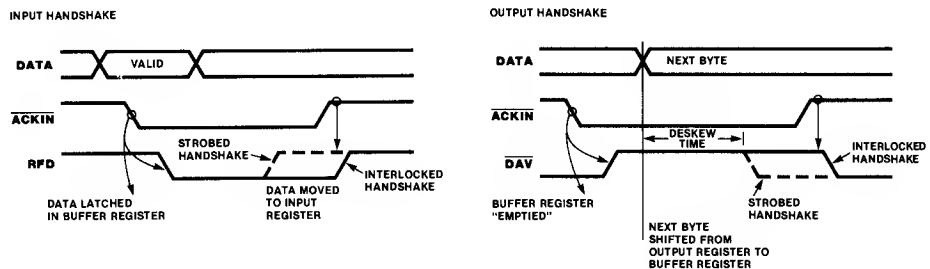 INPUT HANDSHAKE
DATA
VALID
ACKIN
RFD
STROBED
HANDSHAKE
INTERLOCKED
HANDSHAKE
DATA LATCHED
IN BUFFER REGISTER
DATA MOVED
TO INPUT
REGISTER
OUTPUT HANDSHAKE
DATA
NEXT BYTE
ACKIN
DESKEW
TIME
DAV
INTERLOCKED
HANDSHAKE
BUFFER REGISTER
"EMPTIED"
STROBED
HANDSHAKE
NEXT BYTE
SHIFTED FROM
OUTPUT REGISTER TO
BUFFER REGISTER